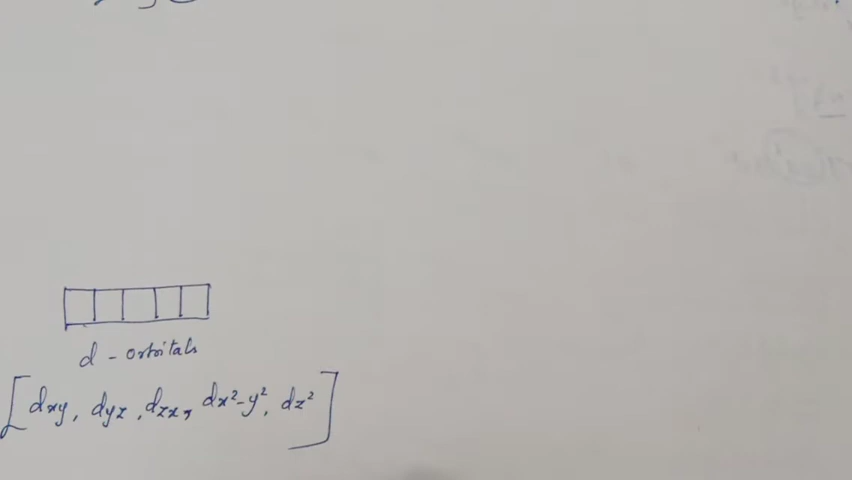 d - orbitals
[dxy, dyz, dzx, dx²-y², dz²]